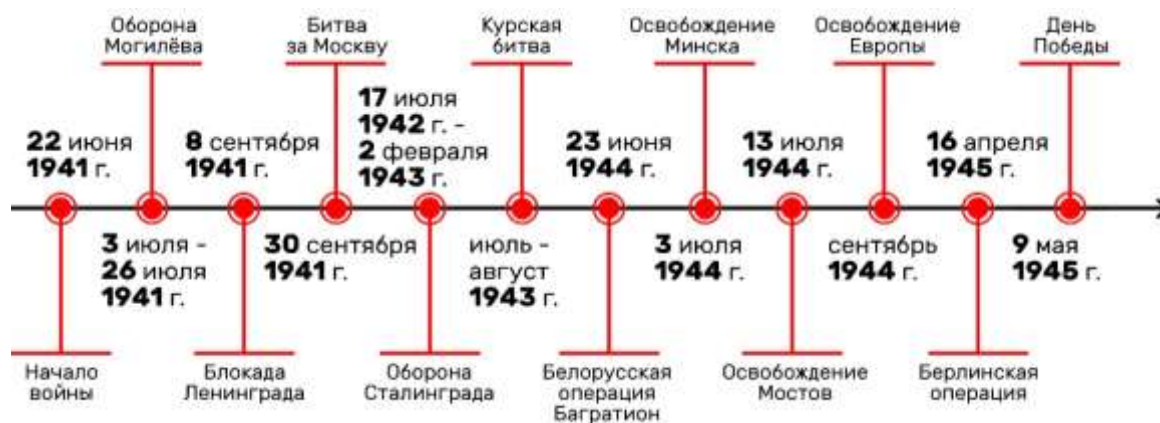 Оборона
Могилёва
Битва
за Москву
Курская
битва
Освобождение
Минска
Освобождение
Европы
День
Победы
22 июня
1941 г.
8 сентября
1941 г.
17 июля
1942 г. -
2 февраля
1943 г.
23 июня
1944 г.
13 июля
1944 г.
16 апреля
1945 г.
3 июля -
26 июля
1941 г.
30 сентября
1941 г.
июль -
август
1943 г.
3 июля
1944 г.
сентябрь
1944 г.
9 мая
1945 г.
Начало
войны
Блокада
Ленинграда
Оборона
Сталинграда
Белорусская
операция
Багратион
Освобождение
Мостов
Берлинская
операция